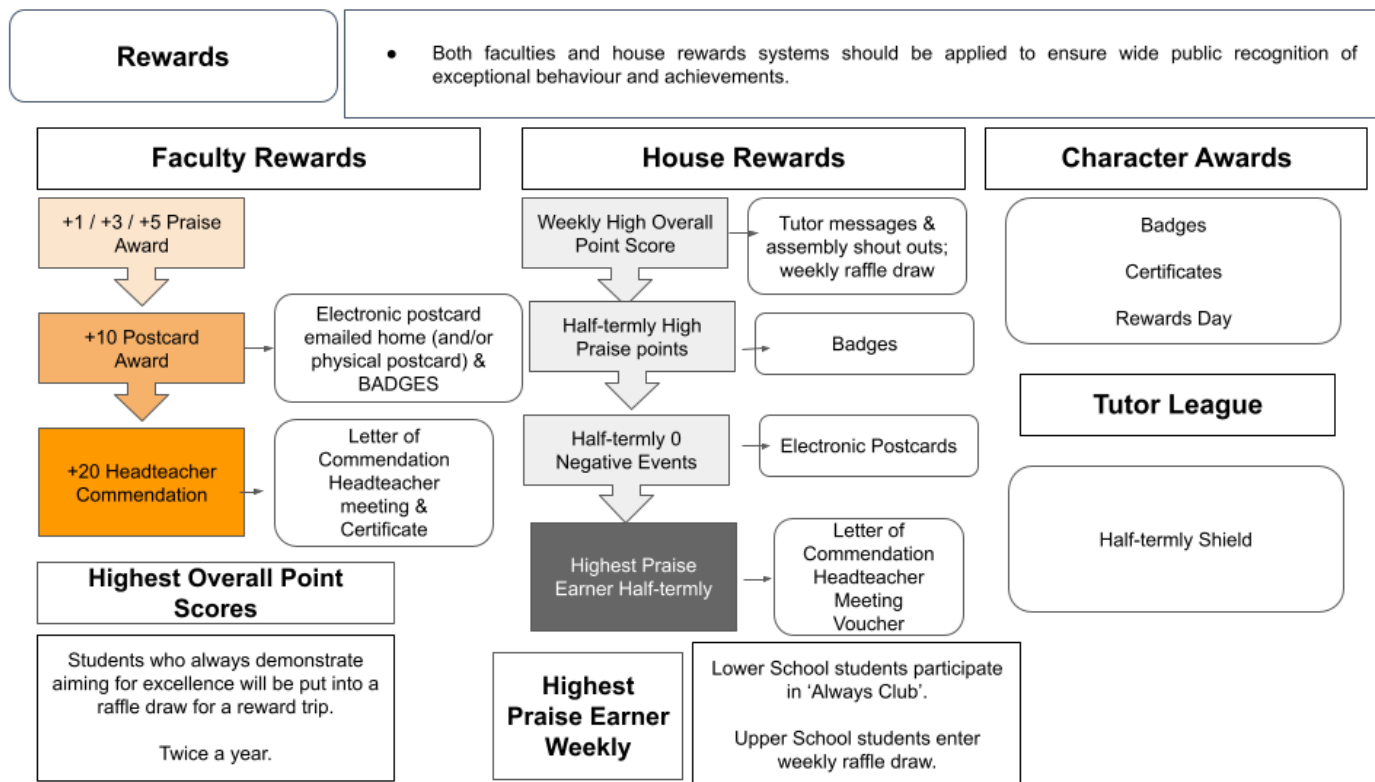 Rewards
● Both faculties and house rewards systems should be applied to ensure wide public recognition of
exceptional behaviour and achievements.
Faculty Rewards
+1 / +3 / +5 Praise
Award
+10 Postcard
Award
Electronic postcard
emailed home (and/or
physical postcard) &
BADGES
+20 Headteacher
Commendation
Letter of
Commendation
Headteacher
meeting &
Certificate
Highest Overall Point
Scores
Students who always demonstrate
aiming for excellence will be put into a
raffle draw for a reward trip.
Twice a year.
House Rewards
Weekly High Overall
Point Score
Tutor messages &
assembly shout outs;
weekly raffle draw
Half-termly High
Praise points
Badges
Half-termly 0
Negative Events
Electronic Postcards
Highest Praise
Earner Half-termly
Letter of
Commendation
Headteacher
Meeting
Voucher
Highest
Praise Earner
Weekly
Lower School students participate
in ‘Always Club’.
Upper School students enter
weekly raffle draw.
Character Awards
Badges
Certificates
Rewards Day
Tutor League
Half-termly Shield